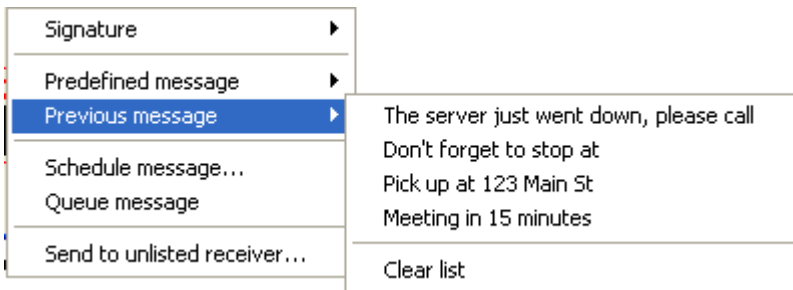 Signature
Predefined message
Previous message
Schedule message...
Queue message
Send to unlisted receiver...
The server just went down, please call
Don't forget to stop at
Pick up at 123 Main St
Meeting in 15 minutes
Clear list